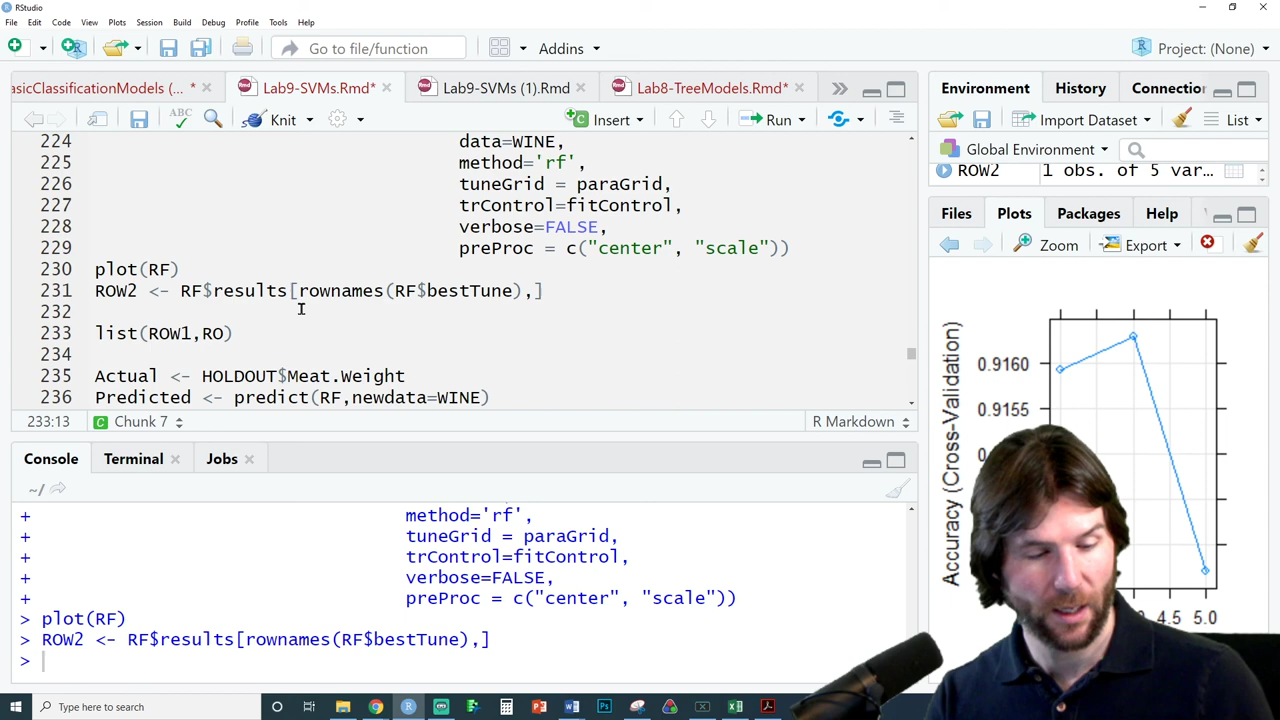 RStudio
File Edit Code View Plots Session Build Debug Profile Tools Help
Go to file/function Addins Project: (None)
asicClassificationModels (... * Lab9-SVMs.Rmd* Lab9-SVMs (1).Rmd Lab8-TreeModels.Rmd*
ABC Knit Insert Run
224 data=WINE,
225 method='rf',
226 tuneGrid = paraGrid,
227 trControl=fitControl,
228 verbose=FALSE,
229 preProc = c("center", "scale"))
230 plot(RF)
231 ROW2 <- RF$results[rownames(RF$bestTune),]
232
233 list(ROW1,RO)
234
235 Actual <- HOLDOUT$Meat.Weight
236 Predicted <- predict(RF,newdata=WINE)
233:13 Chunk 7 R Markdown
Console Terminal Jobs
~/
+ method='rf',
+ tuneGrid = paraGrid,
+ trControl=fitControl,
+ verbose=FALSE,
+ preProc = c("center", "scale"))
> plot(RF)
> ROW2 <- RF$results[rownames(RF$bestTune),]
>
Environment History Connectio
Import Dataset List
Global Environment
ROW2 1 obs. of 5 var...
Files Plots Packages Help
Zoom Export
Accuracy (Cross-Validation)
0.9160
0.9155
4.5 5.0
Type here to search